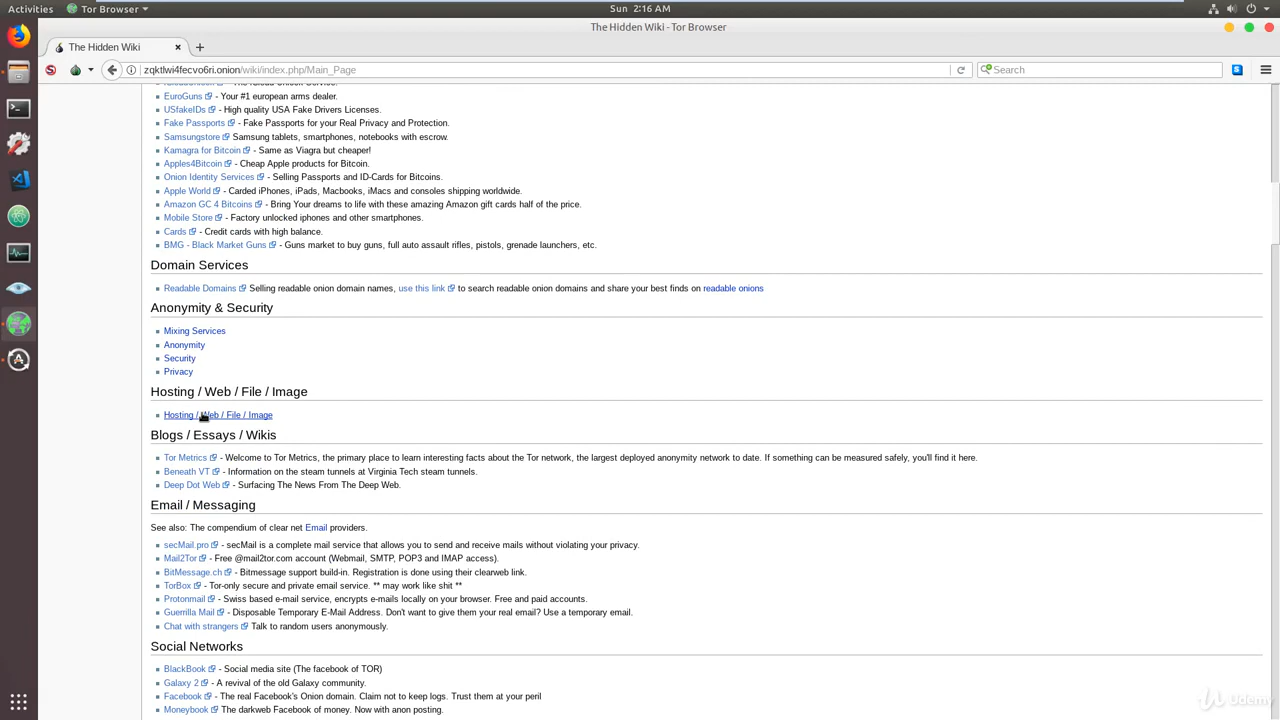 Activities
Tor Browser
Sun 2:16 AM
The Hidden Wiki - Tor Browser
The Hidden Wiki
zqktlwi4fecvo6ri.onion/wiki/index.php/Main_Page
Search
EuroGuns - Your #1 european arms dealer.
USfakeIDs - High quality USA Fake Drivers Licenses.
Fake Passports - Fake Passports for your Real Privacy and Protection.
Samsungstore Samsung tablets, smartphones, notebooks with escrow.
Kamagra for Bitcoin - Same as Viagra but cheaper!
Apples4Bitcoin - Cheap Apple products for Bitcoin.
Onion Identity Services - Selling Passports and ID-Cards for Bitcoins.
Apple World - Carded iPhones, iPads, Macbooks, iMacs and consoles shipping worldwide.
Amazon GC 4 Bitcoins - Bring Your dreams to life with these amazing Amazon gift cards half of the price.
Mobile Store - Factory unlocked iphones and other smartphones.
Cards - Credit cards with high balance.
BMG - Black Market Guns - Guns market to buy guns, full auto assault rifles, pistols, grenade launchers, etc.
Domain Services
Readable Domains Selling readable onion domain names, use this link to search readable onion domains and share your best finds on readable onions
Anonymity & Security
Mixing Services
Anonymity
Security
Privacy
Hosting / Web / File / Image
Hosting / Web / File / Image
Blogs / Essays / Wikis
Tor Metrics - Welcome to Tor Metrics, the primary place to learn interesting facts about the Tor network, the largest deployed anonymity network to date. If something can be measured safely, you'll find it here.
Beneath VT - Information on the steam tunnels at Virginia Tech steam tunnels.
Deep Dot Web - Surfacing The News From The Deep Web.
Email / Messaging
See also: The compendium of clear net Email providers.
secMail.pro - secMail is a complete mail service that allows you to send and receive mails without violating your privacy.
Mail2Tor - Free @mail2tor.com account (Webmail, SMTP, POP3 and IMAP access).
BitMessage.ch - Bitmessage support build-in. Registration is done using their clearweb link.
TorBox - Tor-only secure and private email service. ** may work like shit **
Protonmail - Swiss based e-mail service, encrypts e-mails locally on your browser. Free and paid accounts.
Guerrilla Mail - Disposable Temporary E-Mail Address. Don't want to give them your real email? Use a temporary email.
Chat with strangers Talk to random users anonymously.
Social Networks
BlackBook - Social media site (The facebook of TOR)
Galaxy 2 - A revival of the old Galaxy community.
Facebook - The real Facebook's Onion domain. Claim not to keep logs. Trust them at your peril
Moneybook The darkweb Facebook of money. Now with anon posting.
Udemy